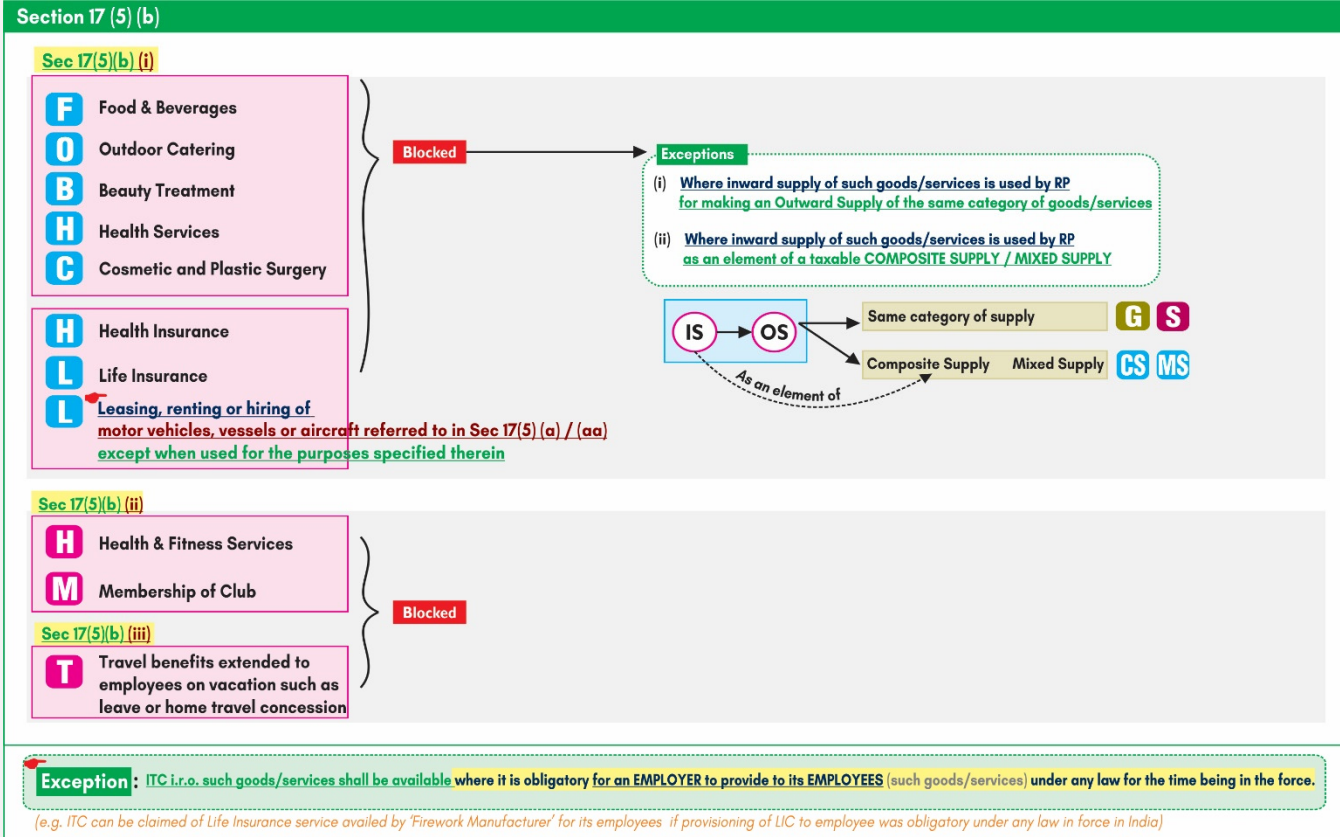 Section 17 (5) (b)
Sec 17(5)(b) (i)
F Food & Beverages
O Outdoor Catering
B Beauty Treatment
H Health Services
C Cosmetic and Plastic Surgery
H Health Insurance
L Life Insurance
L Leasing, renting or hiring of
motor vehicles, vessels or aircraft referred to in Sec 17(5) (a) / (aa)
except when used for the purposes specified therein
Blocked
Exceptions
(i) Where inward supply of such goods/services is used by RP
for making an Outward Supply of the same category of goods/services
(ii) Where inward supply of such goods/services is used by RP
as an element of a taxable COMPOSITE SUPPLY / MIXED SUPPLY
IS OS
Same category of supply G S
Composite Supply Mixed Supply CS MS
As an element of
Sec 17(5)(b) (ii)
H Health & Fitness Services
M Membership of Club
Sec 17(5)(b) (iii)
T Travel benefits extended to
employees on vacation such as
leave or home travel concession
Blocked
Exception : ITC i.r.o. such goods/services shall be available where it is obligatory for an EMPLOYER to provide to its EMPLOYEES (such goods/services) under any law for the time being in the force.
(e.g. ITC can be claimed of Life Insurance service availed by 'Firework Manufacturer' for its employees if provisioning of LIC to employee was obligatory under any law in force in India)